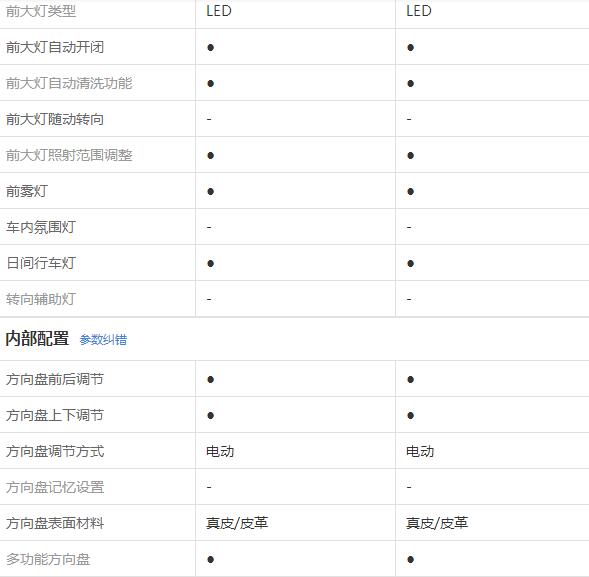 前大灯类型 LED LED
前大灯自动开闭 ● ●
前大灯自动清洗功能 ● ●
前大灯随动转向 - -
前大灯照射范围调整 ● ●
前雾灯 ● ●
车内氛围灯 - -
日间行车灯 ● ●
转向辅助灯 - -
内部配置 参数纠错
方向盘前后调节 ● ●
方向盘上下调节 ● ●
方向盘调节方式 电动 电动
方向盘记忆设置 - -
方向盘表面材料 真皮/皮革 真皮/皮革
多功能方向盘 ● ●